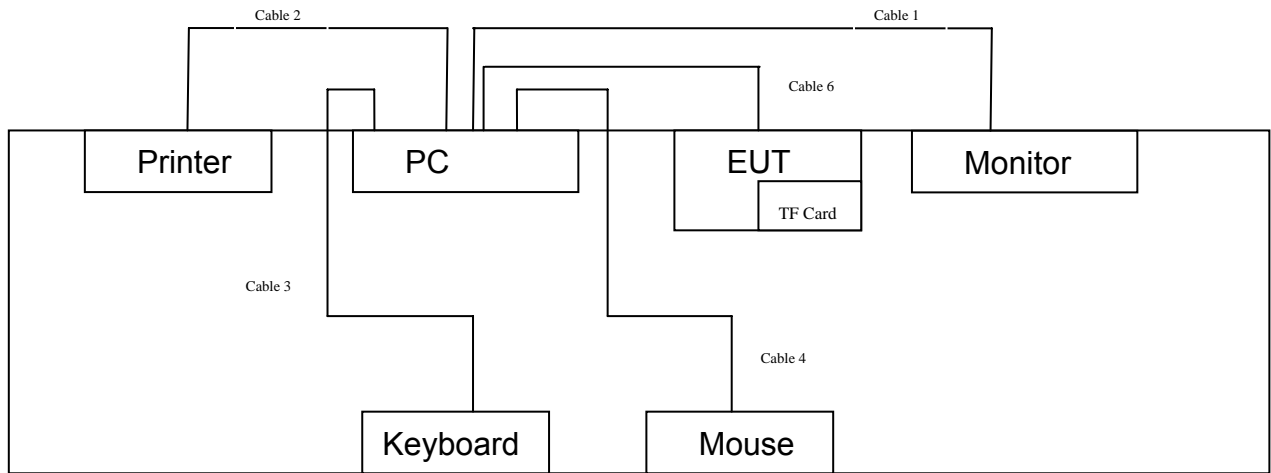 Cable 2
Cable 1
Cable 6
Printer
PC
EUT
Monitor
TF Card
Cable 3
Cable 4
Keyboard
Mouse